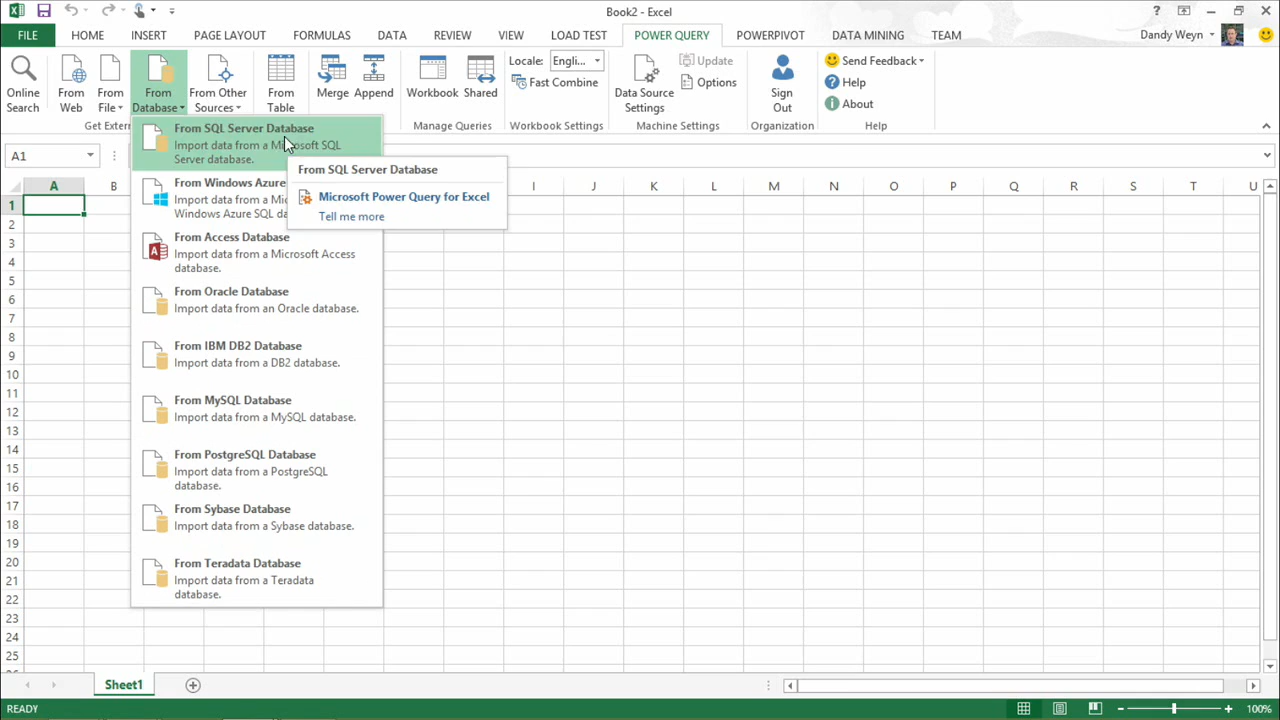 Book2 - Excel
?
FILE HOME INSERT PAGE LAYOUT FORMULAS DATA REVIEW VIEW LOAD TEST POWER QUERY POWERPIVOT DATA MINING TEAM Dandy Weyn
Online
Search
From
Web
From
File
From
Database
From Other
Sources
From
Table
Merge
Append
Workbook
Shared
Locale: Engli...
Fast Combine
Data Source
Settings
Update
Options
Sign
Out
Send Feedback
Help
About
Get Exter
Manage Queries
Workbook Settings
Machine Settings
Organization
Help
A1
A B I J K L M N O P Q R S T U
From SQL Server Database
Import data from a Microsoft SQL
Server database.
From SQL Server Database
Microsoft Power Query for Excel
Tell me more
From Windows Azure
Import data from a Mic
Windows Azure SQL da
From Access Database
Import data from a Microsoft Access
database.
From Oracle Database
Import data from an Oracle database.
From IBM DB2 Database
Import data from a DB2 database.
From MySQL Database
Import data from a MySQL database.
From PostgreSQL Database
Import data from a PostgreSQL
database.
From Sybase Database
Import data from a Sybase database.
From Teradata Database
Import data from a Teradata
database.
1
2
3
4
5
6
7
8
9
10
11
12
13
14
15
16
17
18
19
20
21
22
23
24
25
Sheet1
READY
100%